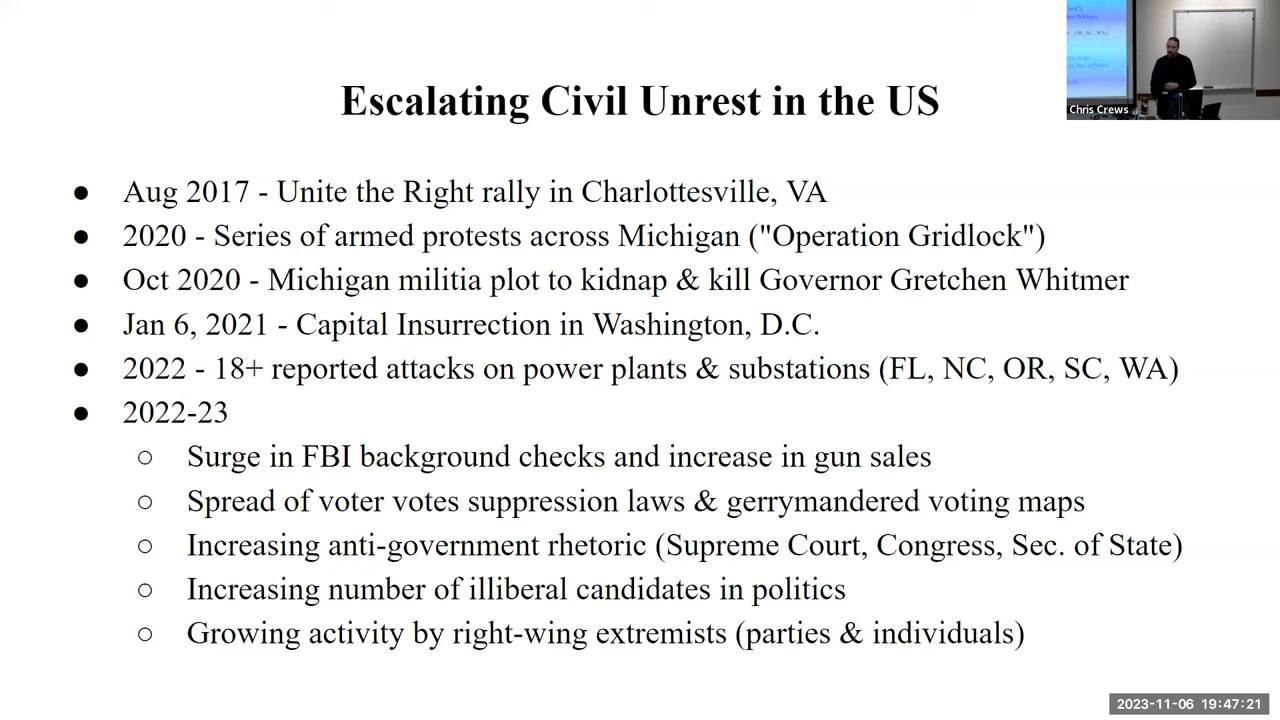 Escalating Civil Unrest in the US
Chris Crews
● Aug 2017 - Unite the Right rally in Charlottesville, VA
● 2020 - Series of armed protests across Michigan ("Operation Gridlock")
● Oct 2020 - Michigan militia plot to kidnap & kill Governor Gretchen Whitmer
● Jan 6, 2021 - Capital Insurrection in Washington, D.C.
● 2022 - 18+ reported attacks on power plants & substations (FL, NC, OR, SC, WA)
● 2022-23
○ Surge in FBI background checks and increase in gun sales
○ Spread of voter votes suppression laws & gerrymandered voting maps
○ Increasing anti-government rhetoric (Supreme Court, Congress, Sec. of State)
○ Increasing number of illiberal candidates in politics
○ Growing activity by right-wing extremists (parties & individuals)
2023-11-06 19:47:21